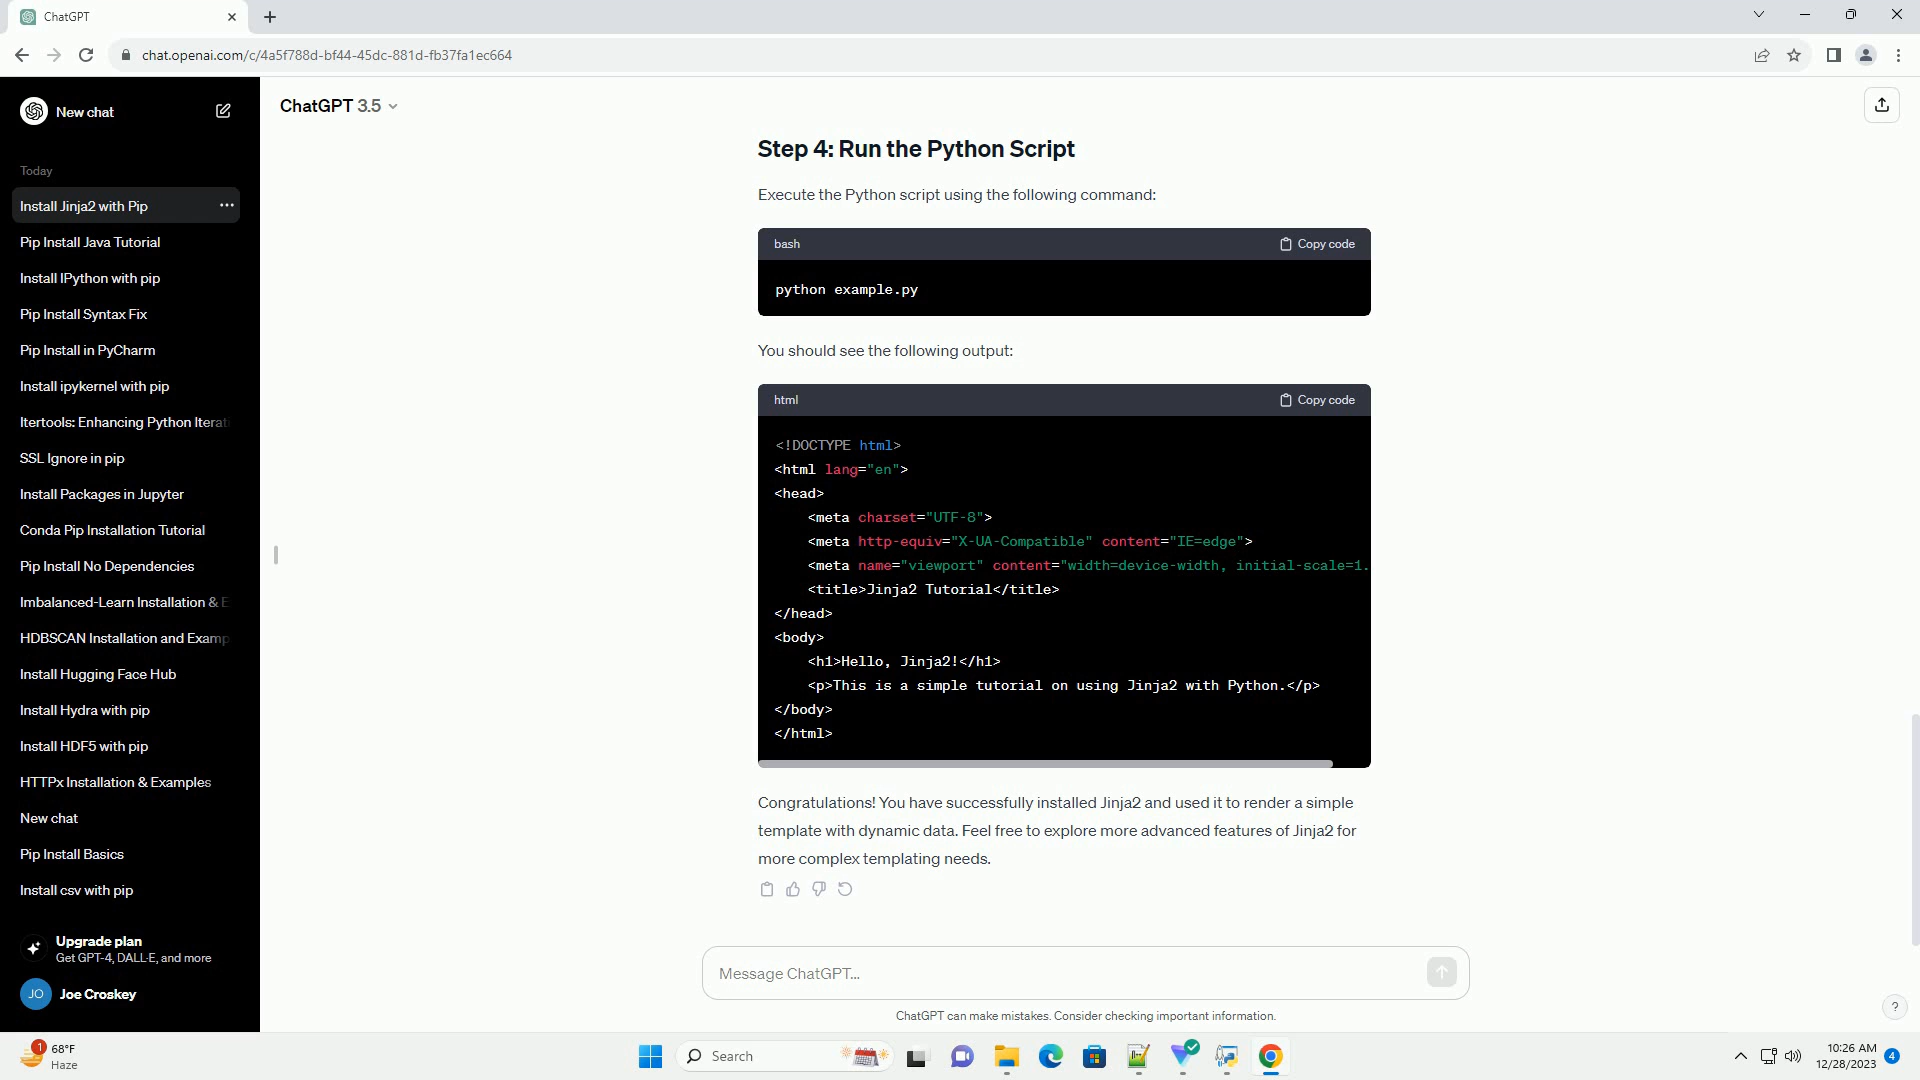 ChatGPT
chat.openai.com/c/4a5f788d-bf44-45dc-881d-fb37fa1ec664
New chat
ChatGPT 3.5
Today
Install Jinja2 with Pip
Pip Install Java Tutorial
Install IPython with pip
Pip Install Syntax Fix
Pip Install in PyCharm
Install ipykernel with pip
Itertools: Enhancing Python Iterati
SSL Ignore in pip
Install Packages in Jupyter
Conda Pip Installation Tutorial
Pip Install No Dependencies
Imbalanced-Learn Installation & E
HDBSCAN Installation and Examp
Install Hugging Face Hub
Install Hydra with pip
Install HDF5 with pip
HTTPx Installation & Examples
New chat
Pip Install Basics
Install csv with pip
Upgrade plan
Get GPT-4, DALL·E, and more
JO Joe Croskey
Step 4: Run the Python Script
Execute the Python script using the following command:
bash Copy code
python example.py
You should see the following output:
html Copy code
<!DOCTYPE html>
<html lang="en">
<head>
<meta charset="UTF-8">
<meta http-equiv="X-UA-Compatible" content="IE=edge">
<meta name="viewport" content="width=device-width, initial-scale=1.
<title>Jinja2 Tutorial</title>
</head>
<body>
<h1>Hello, Jinja2!</h1>
<p>This is a simple tutorial on using Jinja2 with Python.</p>
</body>
</html>
Congratulations! You have successfully installed Jinja2 and used it to render a simple
template with dynamic data. Feel free to explore more advanced features of Jinja2 for
more complex templating needs.
Message ChatGPT...
ChatGPT can make mistakes. Consider checking important information.
?
1
68°F
Haze
Search
10:26 AM
12/28/2023
4